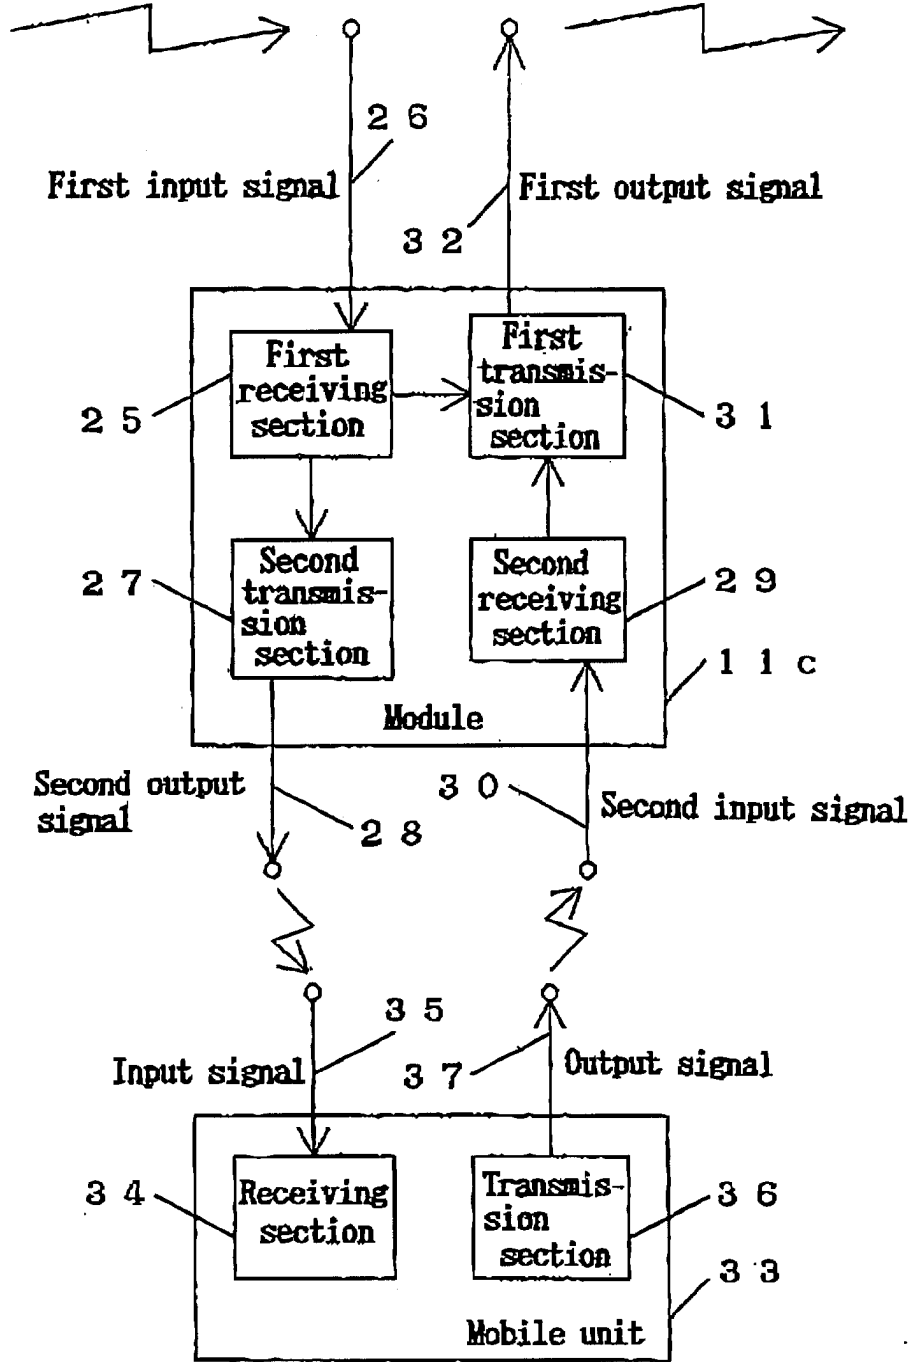 2 6
First input signal
First output signal
3 2
First
receiving
section
First
transmis-
sion
section
2 5
3 1
Second
transmis-
sion
section
Second
receiving
section
2 7
2 9
1 1 c
Module
Second output
signal
2 8
3 0
Second input signal
3 5
Input signal
3 7
Output signal
3 4
Receiving
section
Transmis-
sion
section
3 6
3 3
Mobile unit